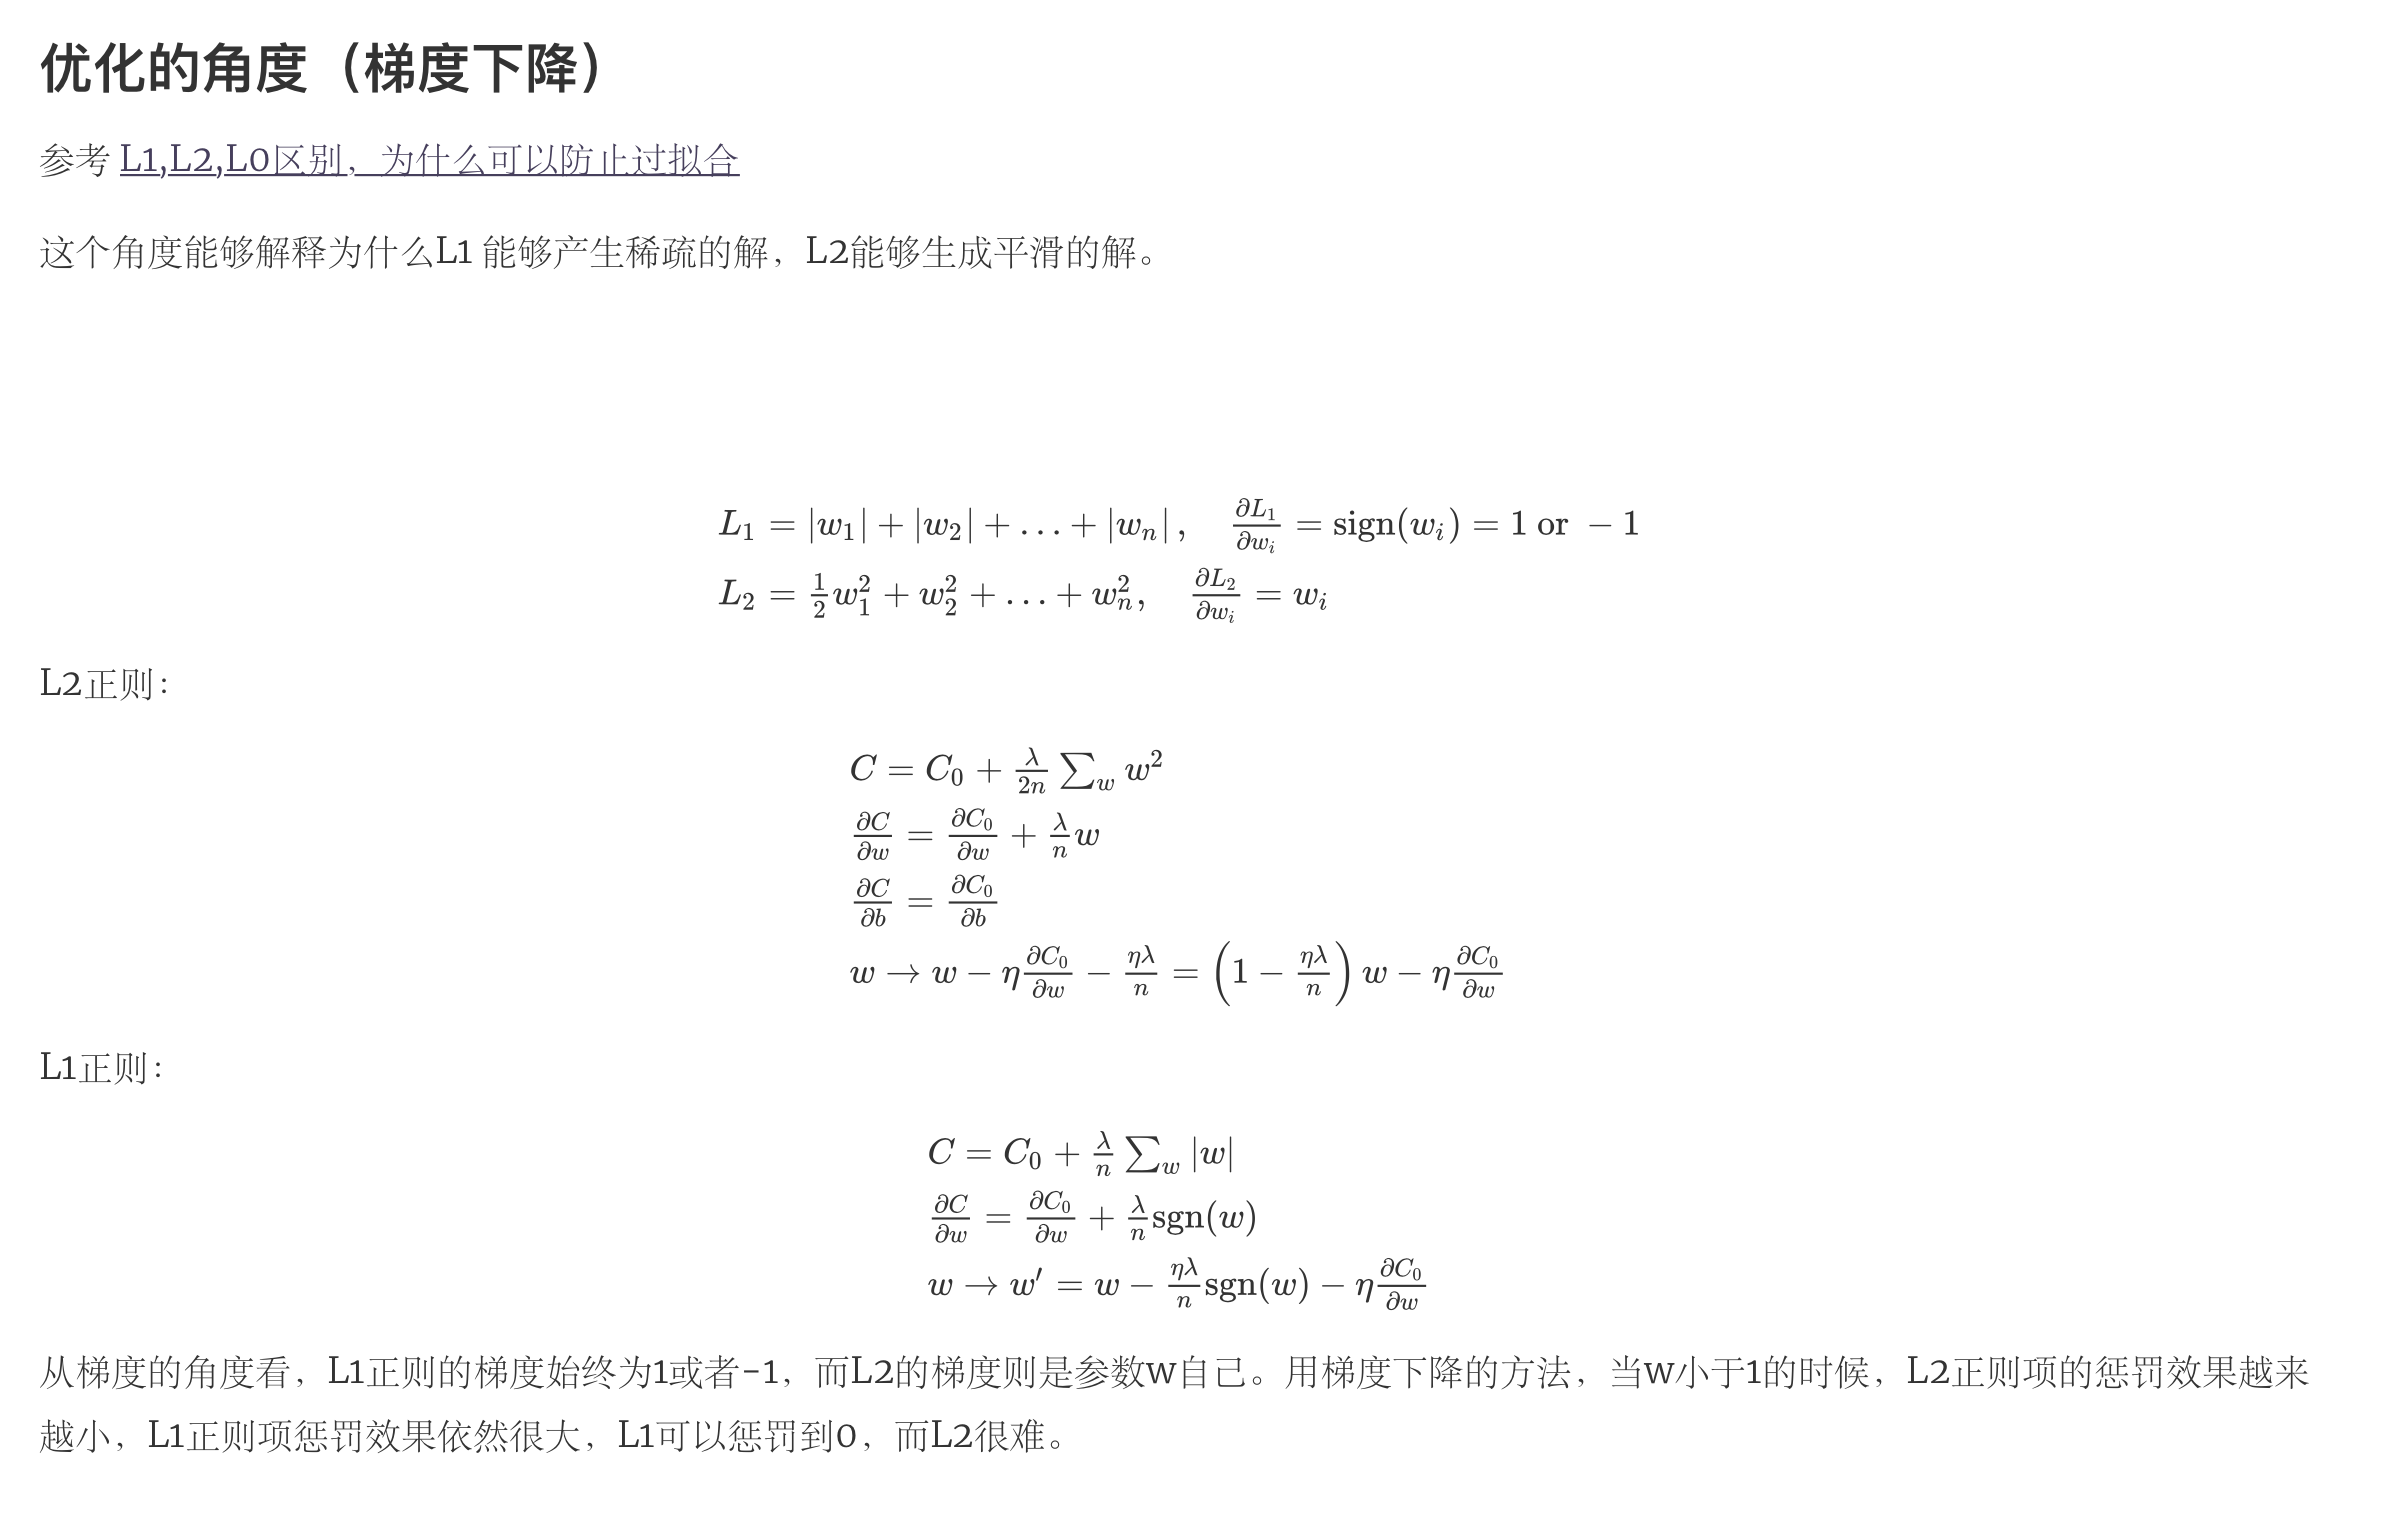 优化的角度（梯度下降）
参考 L1,L2,L0区别，为什么可以防止过拟合
这个角度能够解释为什么L1 能够产生稀疏的解，L2能够生成平滑的解。
$L_1 = |w_1| + |w_2| + \ldots + |w_n|, \quad \frac{\partial L_1}{\partial w_i} = \text{sign}(w_i) = 1 \text{ or } -1$
$L_2 = \frac{1}{2} w_1^2 + w_2^2 + \ldots + w_n^2, \quad \frac{\partial L_2}{\partial w_i} = w_i$
L2正则：
$C = C_0 + \frac{\lambda}{2n} \sum_w w^2$
$\frac{\partial C}{\partial w} = \frac{\partial C_0}{\partial w} + \frac{\lambda}{n} w$
$\frac{\partial C}{\partial b} = \frac{\partial C_0}{\partial b}$
$w \rightarrow w - \eta \frac{\partial C_0}{\partial w} - \frac{\eta\lambda}{n} = \left(1 - \frac{\eta\lambda}{n}\right) w - \eta \frac{\partial C_0}{\partial w}$
L1正则：
$C = C_0 + \frac{\lambda}{n} \sum_w |w|$
$\frac{\partial C}{\partial w} = \frac{\partial C_0}{\partial w} + \frac{\lambda}{n} \text{sgn}(w)$
$w \rightarrow w' = w - \frac{\eta\lambda}{n} \text{sgn}(w) - \eta \frac{\partial C_0}{\partial w}$
从梯度的角度看，L1正则的梯度始终为1或者-1，而L2的梯度则是参数w自己。用梯度下降的方法，当w小于1的时候，L2正则项的惩罚效果越来
越小，L1正则项惩罚效果依然很大，L1可以惩罚到0，而L2很难。